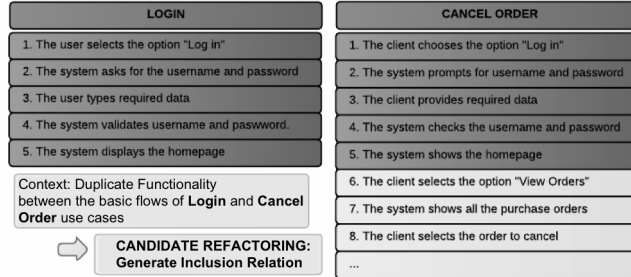 LOGIN
1. The user selects the option "Log in"
2. The system asks for the username and password
3. The user types required data
4. The system validates username and paswword.
5. The system displays the homepage
Context: Duplicate Functionality
between the basic flows of Login and Cancel
Order use cases
CANDIDATE REFACTORING:
Generate Inclusion Relation
CANCEL ORDER
1. The client chooses the option "Log in"
2. The system prompts for username and password
3. The client provides required data
4. The system checks the username and password
5. The system shows the homepage
6. The client selects the option "View Orders"
7. The system shows all the purchase orders
8. The client selects the order to cancel
...